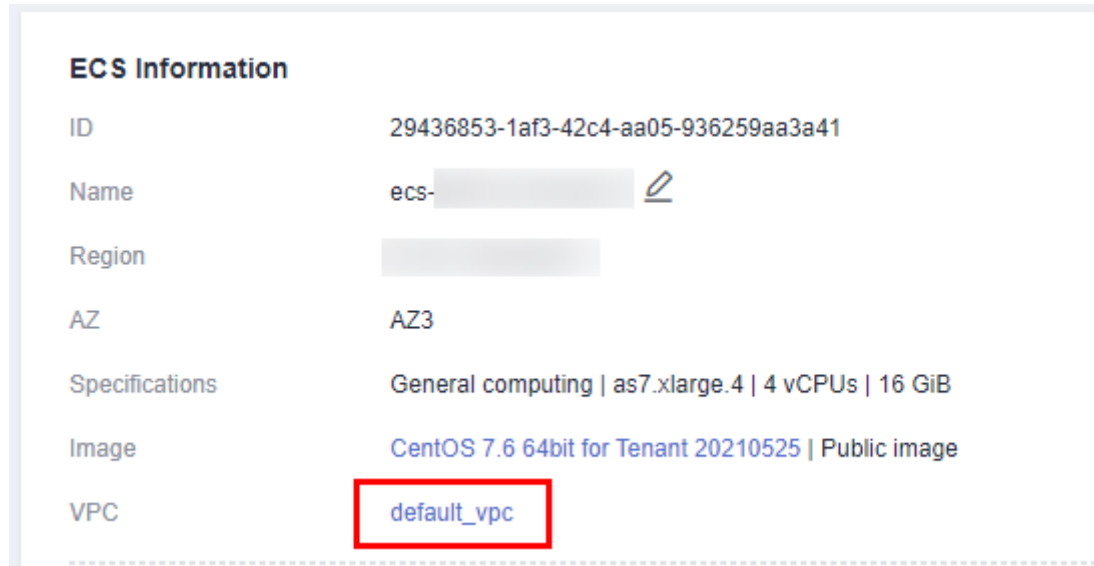 ECS Information
ID 29436853-1af3-42c4-aa05-936259aa3a41
Name ecs-
Region
AZ AZ3
Specifications General computing | as7.xlarge.4 | 4 vCPUs | 16 GiB
Image CentOS 7.6 64bit for Tenant 20210525 | Public image
VPC default_vpc